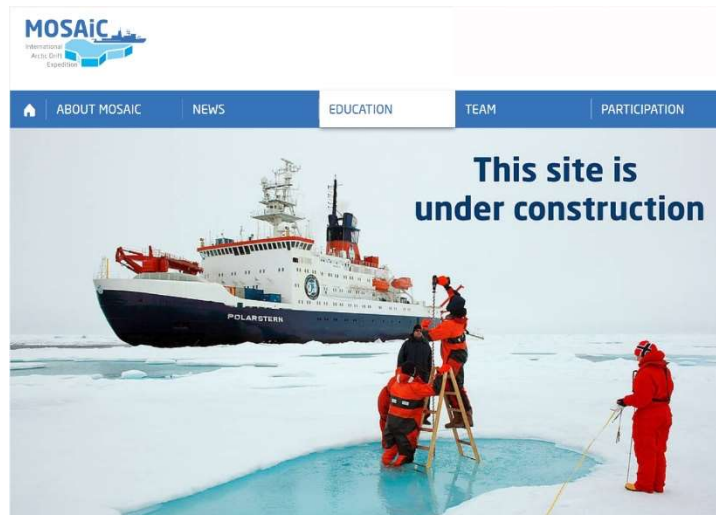 MOSAiC
International
Arctic Drift
Expedition
ABOUT MOSAIC
NEWS
EDUCATION
TEAM
PARTICIPATION
This site is
under construction
POLARSTERN